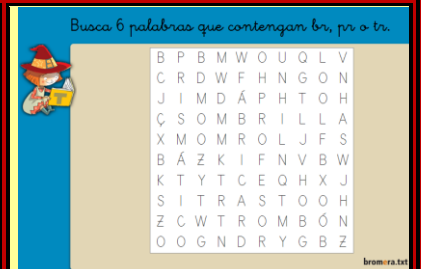 Busca 6 palabras que contengan br, pr o tr.
B P B M W O U Q L V
C R D W F H N G O N
J I M D Á P H T O H
Ç S O M B R I L L A
X M O M R O L J F S
B Á Z K I F N V B W
K T Y T C E Q H X J
S I T R A S T O O H
Z C W T R O M B Ó N
O O G N D R Y G B Z
T
bromera.txt